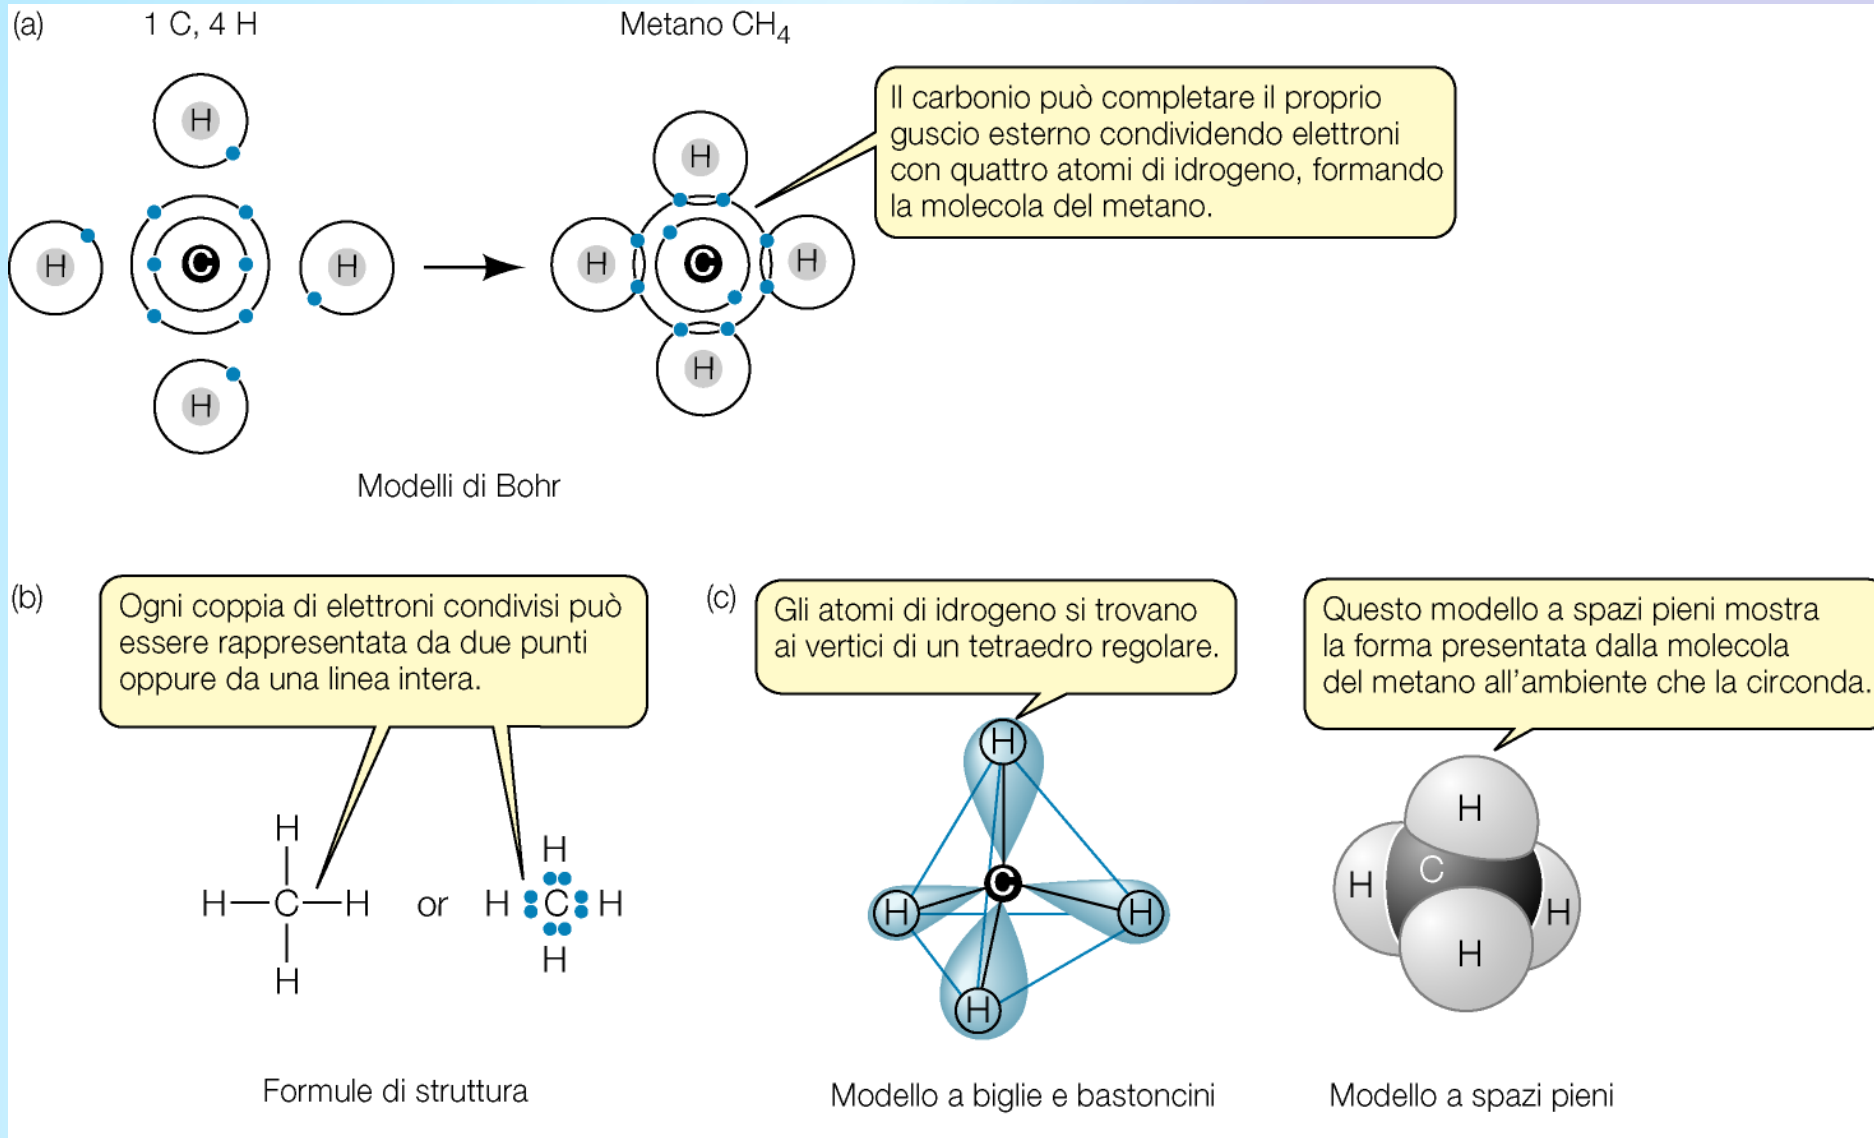 (a)
1 C, 4 H
Metano CH₄
H
H
C
H
H
H
H
C
H
H
Il carbonio può completare il proprio
guscio esterno condividendo elettroni
con quattro atomi di idrogeno, formando
la molecola del metano.
Modelli di Bohr
(b)
Ogni coppia di elettroni condivisi può
essere rappresentata da due punti
oppure da una linea intera.
H
H—C—H
H
or
H
H C H
H
Formule di struttura
(c)
Gli atomi di idrogeno si trovano
ai vertici di un tetraedro regolare.
H
C
H
H
H
Modello a biglie e bastoncini
Questo modello a spazi pieni mostra
la forma presentata dalla molecola
del metano all'ambiente che la circonda.
H
C
H
H
H
Modello a spazi pieni